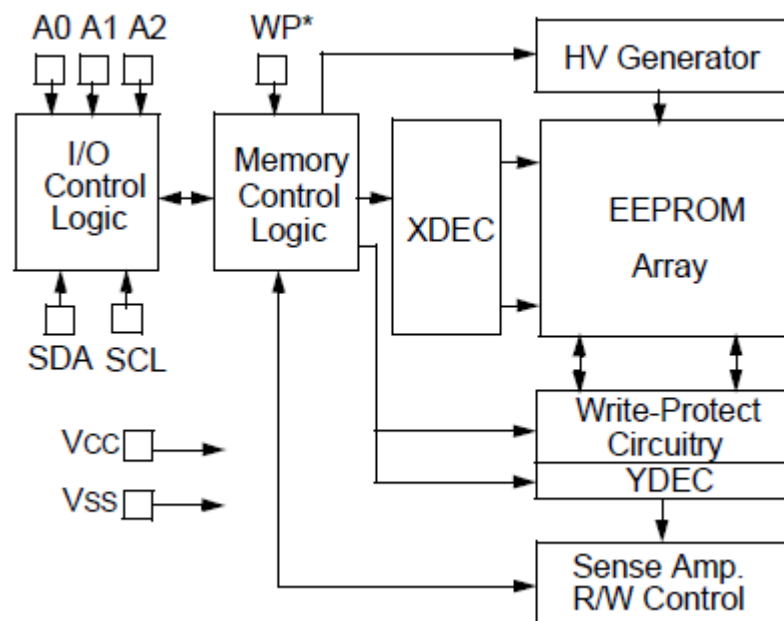 A0 A1 A2
WP*
HV Generator
I/O
Control
Logic
Memory
Control
Logic
XDEC
EEPROM
Array
SDA SCL
Write-Protect
Circuitry
YDEC
Vcc
Vss
Sense Amp.
R/W Control